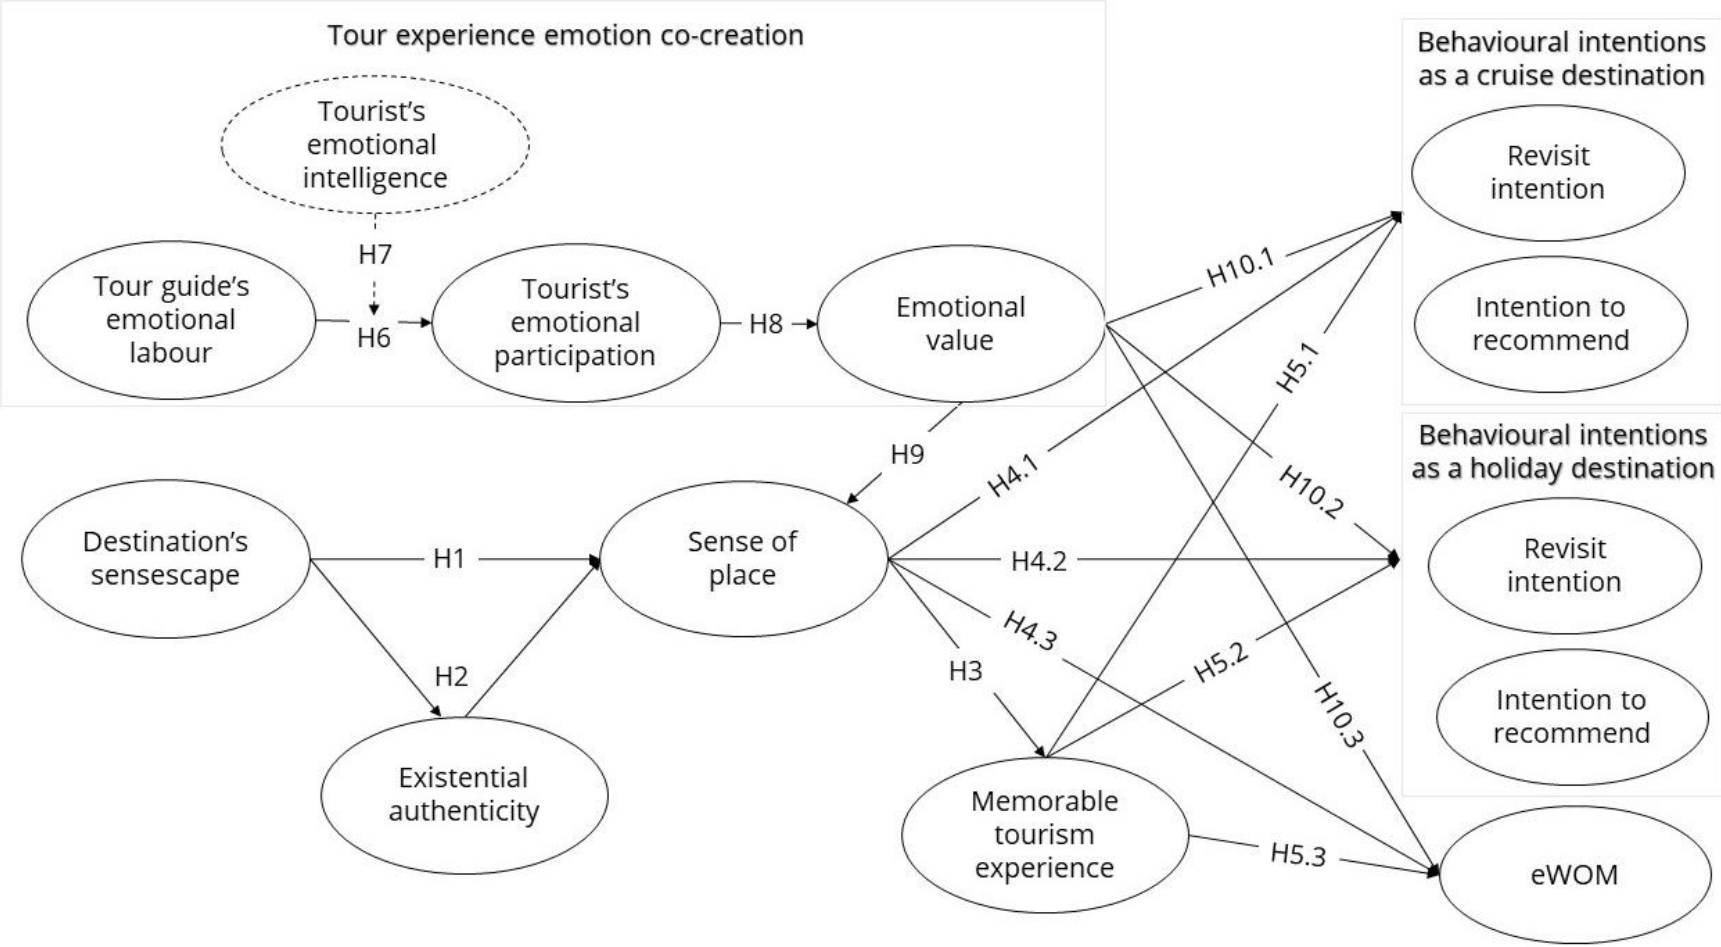 Tour experience emotion co-creation
Tourist’s
emotional
intelligence
H7
Tour guide’s
emotional
labour
H6
Tourist’s
emotional
participation
H8
Emotional
value
H9
H10.1
H10.2
H10.3
Behavioural intentions
as a cruise destination
Revisit
intention
Intention to
recommend
Destination’s
sensescape
H1
H2
Existential
authenticity
Sense of
place
H4.1
H4.2
H4.3
H3
Memorable
tourism
experience
H5.1
H5.2
H5.3
Behavioural intentions
as a holiday destination
Revisit
intention
Intention to
recommend
eWOM